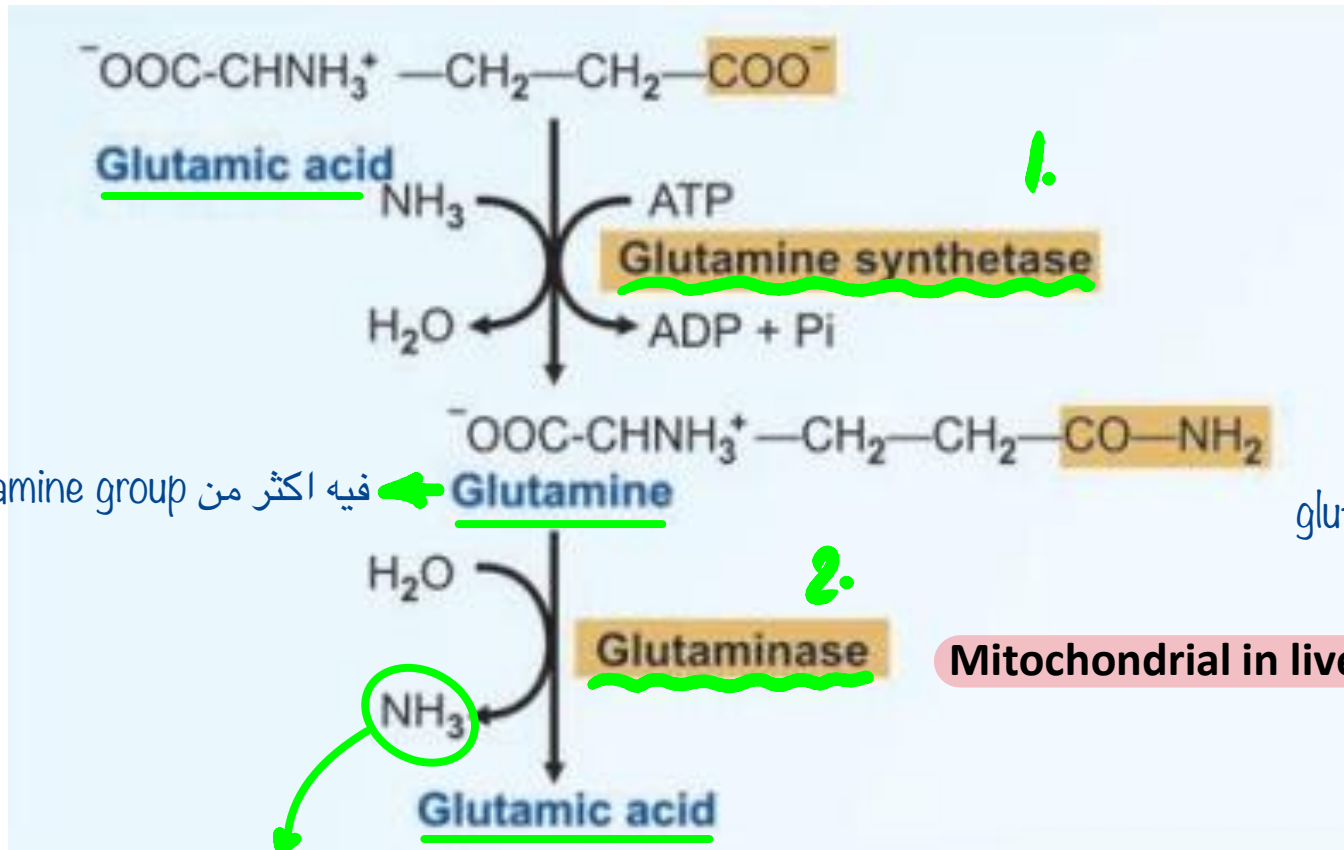 ⁻OOC-CHNH₃⁺—CH₂—CH₂—COO⁻
1.
Glutamic acid
NH₃ ATP
Glutamine synthetase
H₂O ADP + Pi
⁻OOC-CHNH₃⁺—CH₂—CH₂—CO—NH₂
Glutamine
فيه اكثر من amine group
2.
H₂O
Glutaminase
Mitochondrial in
NH₃
Glutamic acid